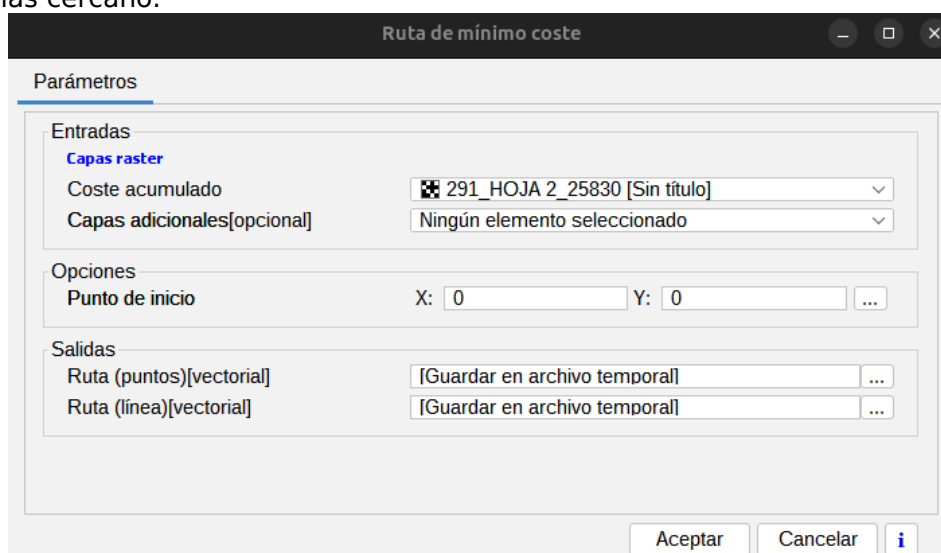 más cercano.
Ruta de mínimo coste
Parámetros
Entradas
Capas raster
Coste acumulado 291_HOJA 2_25830 [Sin título]
Capas adicionales[opcional] Ningún elemento seleccionado
Opciones
Punto de inicio X: 0 Y: 0 ...
Salidas
Ruta (puntos)[vectorial] [Guardar en archivo temporal] ...
Ruta (línea)[vectorial] [Guardar en archivo temporal] ...
Aceptar Cancelar i